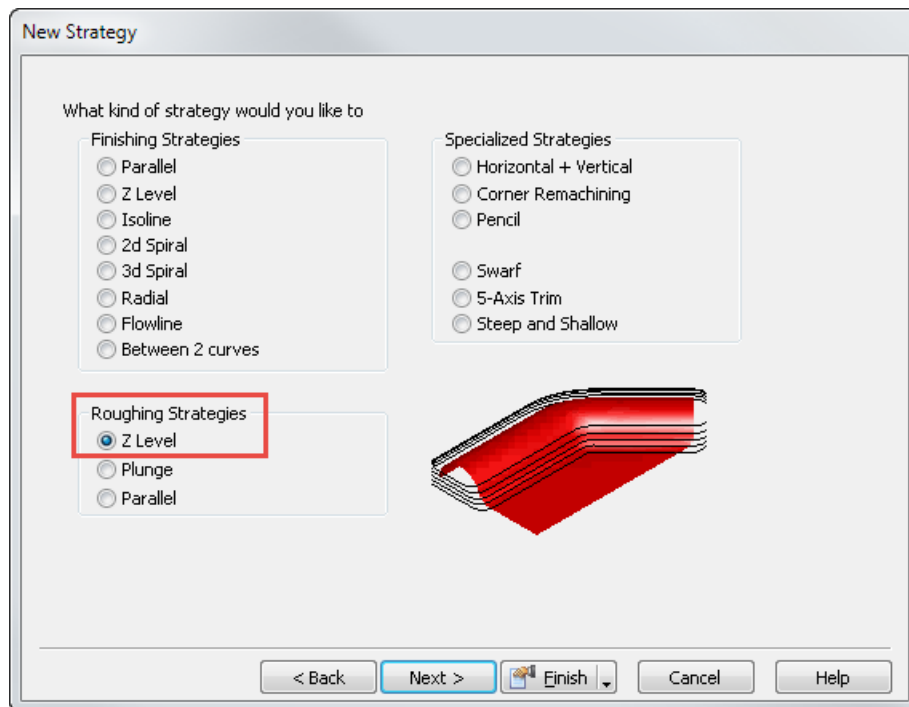 New Strategy
What kind of strategy would you like to
Finishing Strategies
Parallel
Z Level
Isoline
2d Spiral
3d Spiral
Radial
Flowline
Between 2 curves
Specialized Strategies
Horizontal + Vertical
Corner Remachining
Pencil
Swarf
5-Axis Trim
Steep and Shallow
Roughing Strategies
Z Level
Plunge
Parallel
< Back Next > Finish Cancel Help